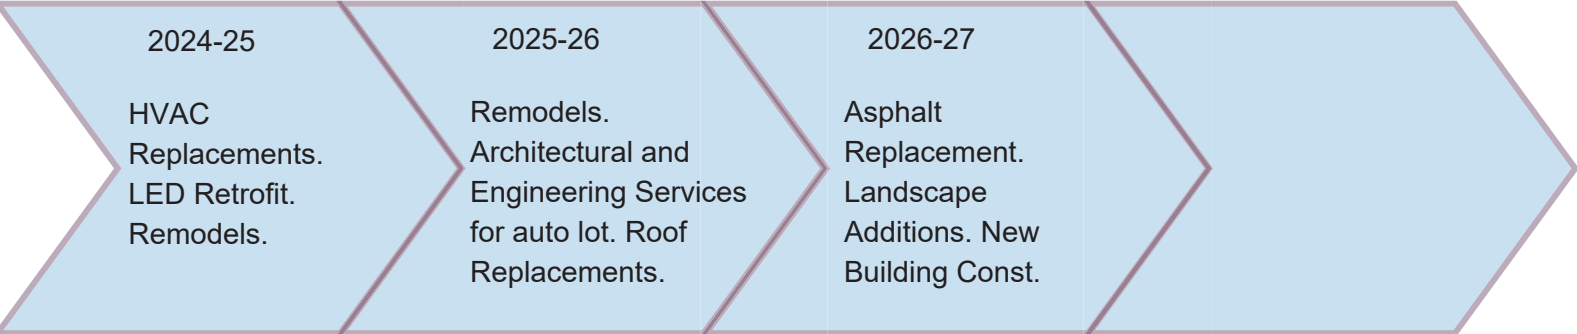 2024-25
HVAC
Replacements.
LED Retrofit.
Remodels.
2025-26
Remodels.
Architectural and
Engineering Services
for auto lot. Roof
Replacements.
2026-27
Asphalt
Replacement.
Landscape
Additions. New
Building Const.